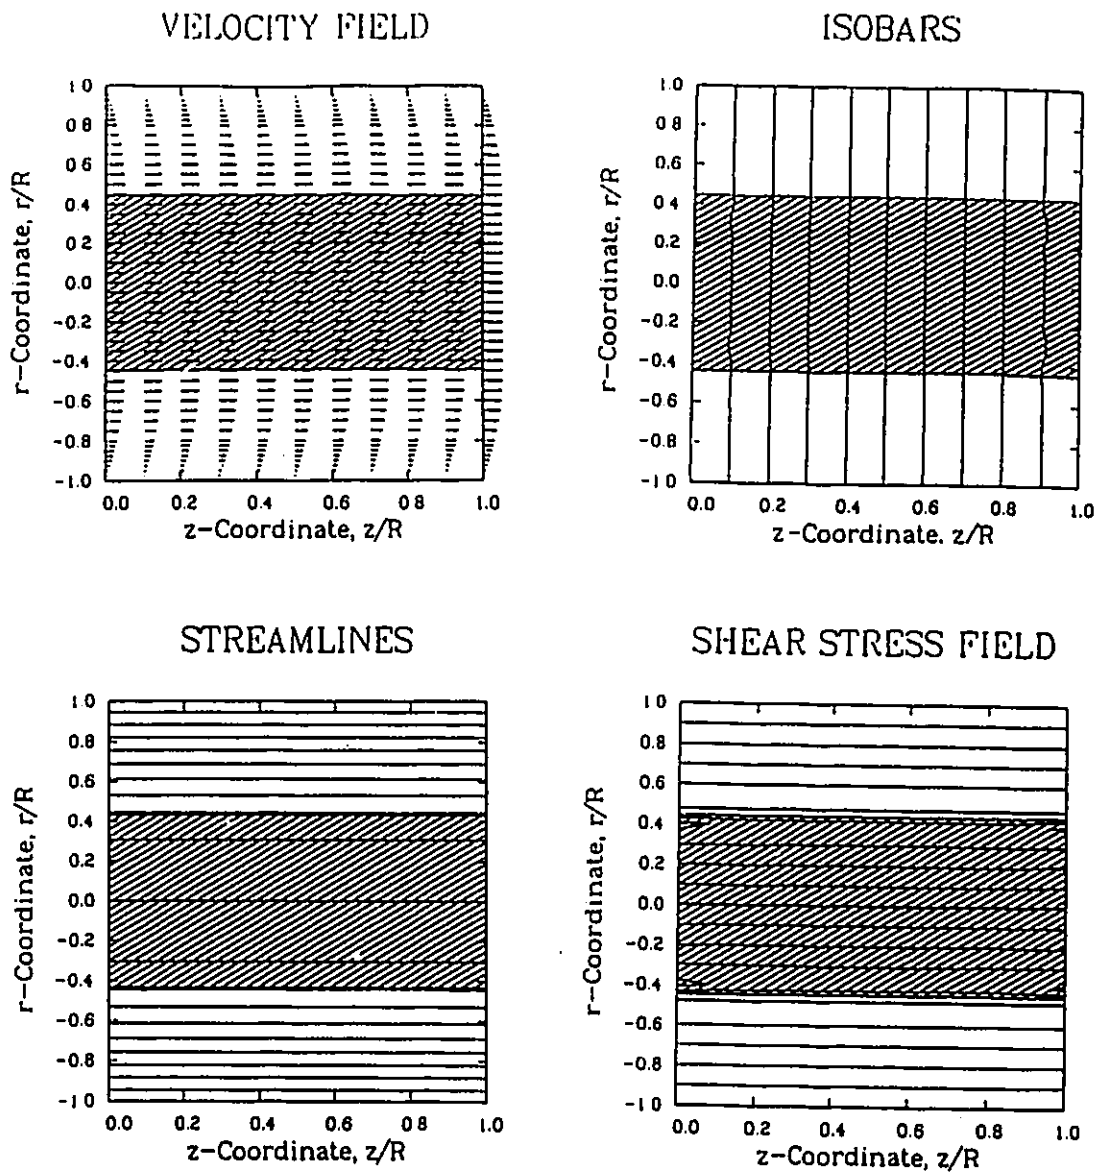 VELOCITY FIELD
1.0
0.8
0.6
0.4
0.2
0.0
-0.2
-0.4
-0.6
-0.8
-1.0
r-Coordinate, r/R
0.0 0.2 0.4 0.6 0.8 1.0
z-Coordinate, z/R
ISOBARS
1.0
0.8
0.6
0.4
0.2
0.0
-0.2
-0.4
-0.6
-0.8
-1 0
r-Coordinate, r/R
0.0 0.2 0.4 0.6 0.8 1.0
z-Coordinate. z/R
STREAMLINES
1 0
0.8
0.6
0.4
0.2
0.0
-0.2
-0.4
-0.6
-0.8
-1 0
r-Coordinate, r/R
0.0 0.2 0.4 0.6 0.8 1.0
z-Coordinate, z/R
SHEAR STRESS FIELD
1 0
0.8
0.6
0.4
0.2
0.0
-0.2
-0.4
-0.6
-0.8
-1 0
r-Coordinate, r/R
0.0 0.2 0.4 0.6 0.8 1.0
z-Coordinate, z/R